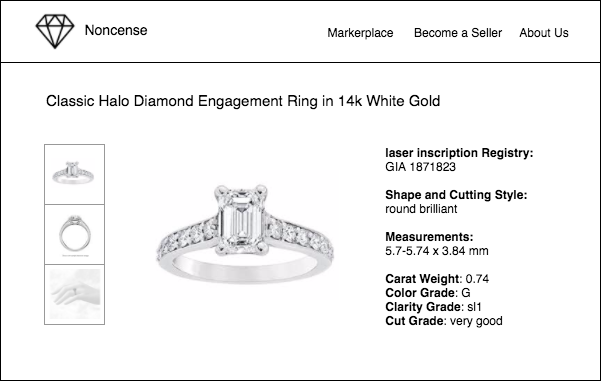 Noncense
Markerplace
Become a Seller
About Us
Classic Halo Diamond Engagement Ring in 14k White Gold
laser inscription Registry:
GIA 1871823
Shape and Cutting Style:
round brilliant
Measurements:
5.7-5.74 x 3.84 mm
Carat Weight: 0.74
Color Grade: G
Clarity Grade: sl1
Cut Grade: very good